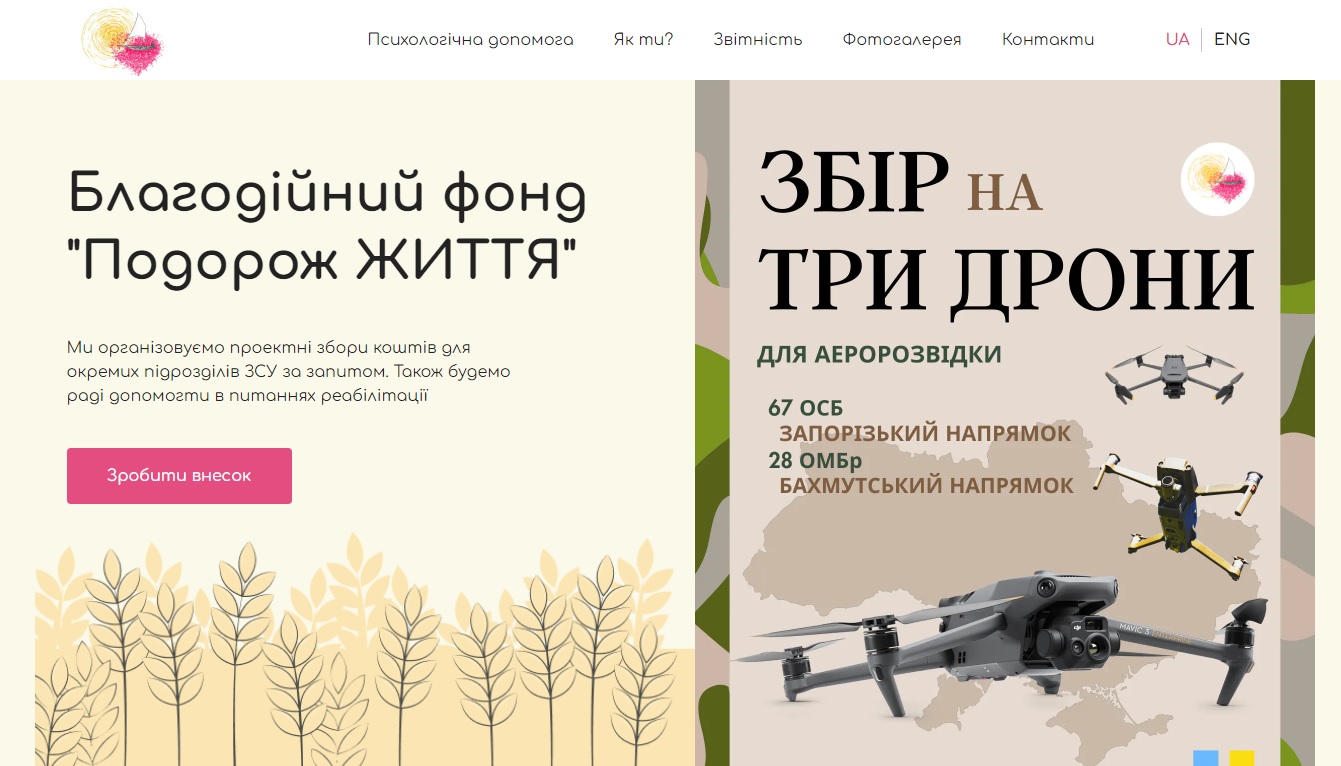 Психологічна допомога
Як ти?
Звітність
Фотогалерея
Контакти
UA
ENG
Благодійний фонд
"Подорож ЖИТТЯ"
Ми організовуємо проектні збори коштів для
окремих підрозділів ЗСУ за запитом. Також будемо
раді допомогти в питаннях реабілітації
Зробити внесок
ЗБІР НА
ТРИ ДРОНИ
ДЛЯ АЕРОРОЗВІДКИ
67 ОСБ
ЗАПОРІЗЬКИЙ НАПРЯМОК
28 ОМБр
БАХМУТСЬКИЙ НАПРЯМОК
MAVIC 3